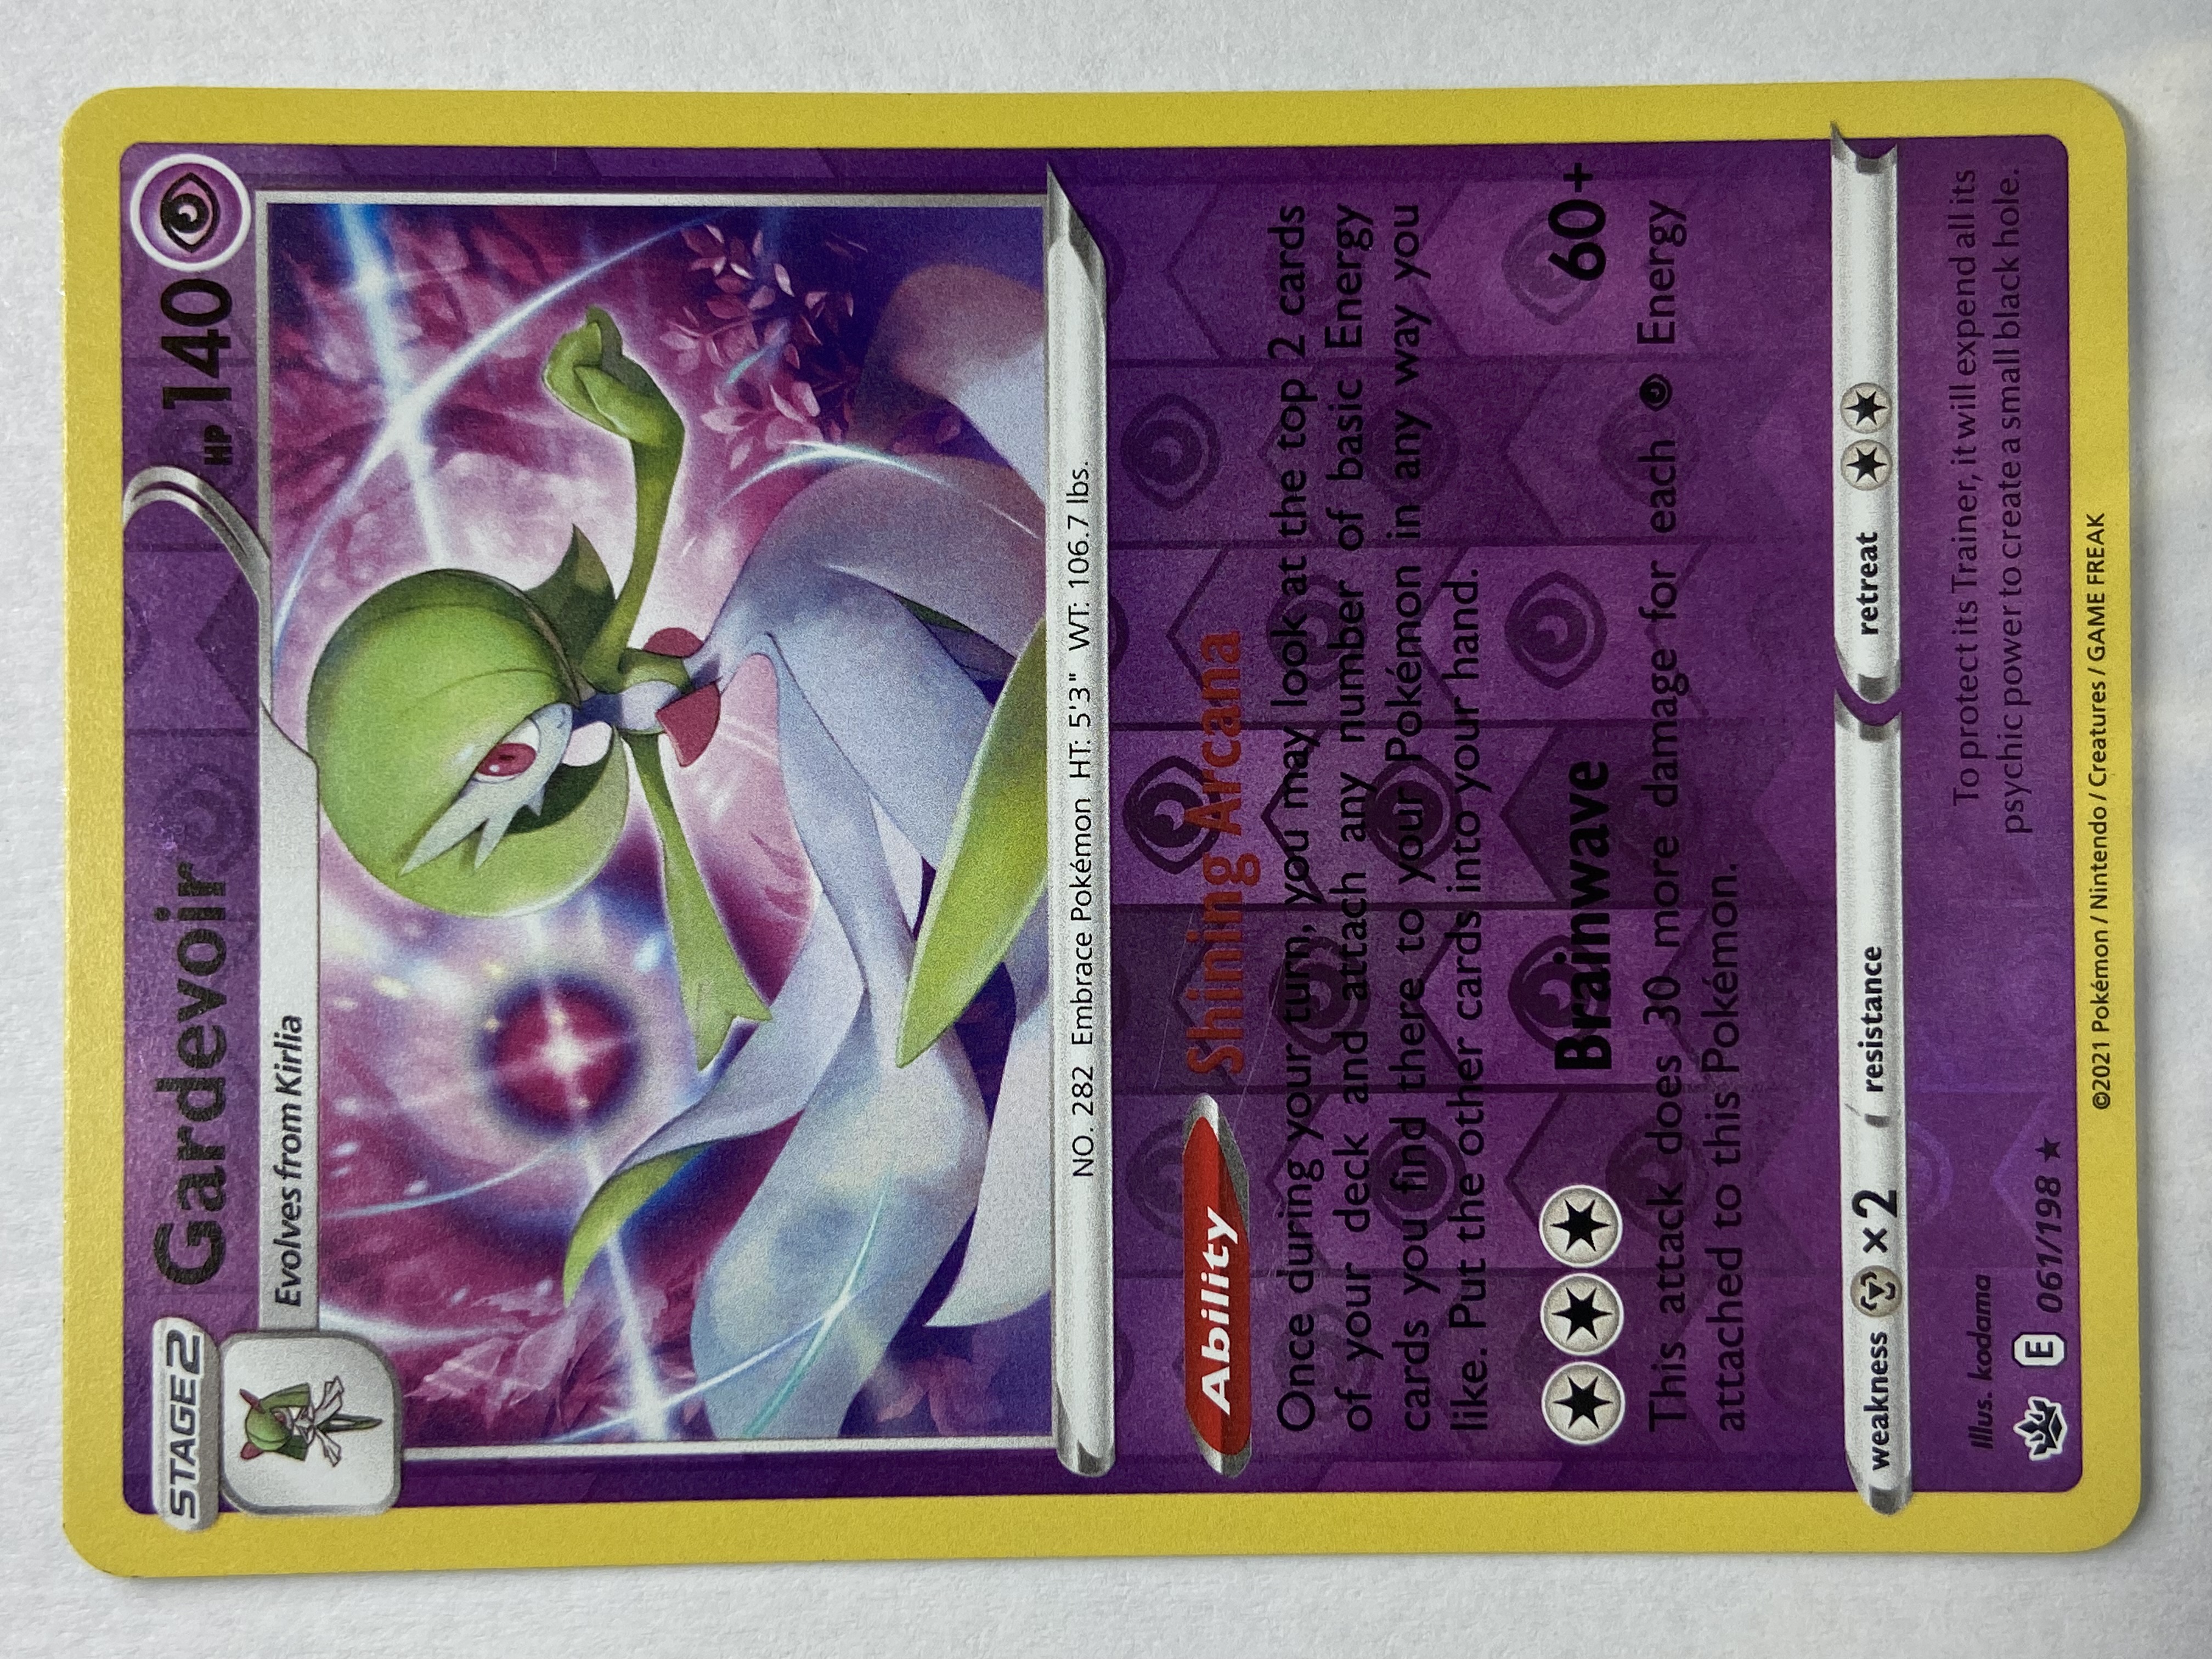 STAGE 2 Gardevoir HP 140
Evolves from Kirlia
NO. 282 Embrace Pokémon HT: 5'3" WT: 106.7 lbs.
Ability Shining Arcana
Once during your turn, you may look at the top 2 cards
of your deck and attach any number of basic Energy
cards you find there to your Pokémon in any way you
like. Put the other cards into your hand.
Brainwave 60+
This attack does 30 more damage for each Energy
attached to this Pokémon.
weakness ×2 resistance retreat
Illus. kodama
To protect its Trainer, it will expend all its
psychic power to create a small black hole.
E 061/198 ★
©2021 Pokémon / Nintendo / Creatures / GAME FREAK